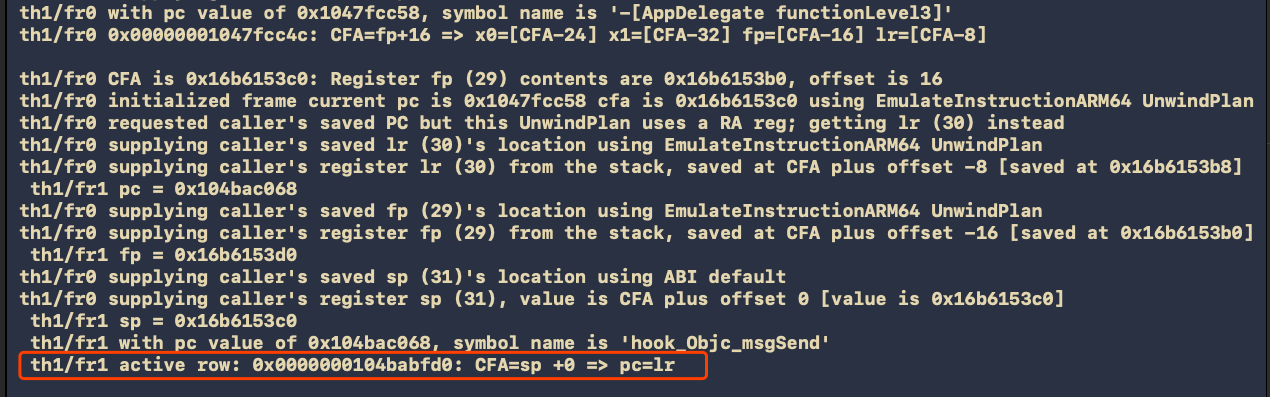 th1/fr0 with pc value of 0x1047fcc58, symbol name is '-[AppDelegate functionLevel3]'
th1/fr0 0x00000001047fcc4c: CFA=fp+16 => x0=[CFA-24] x1=[CFA-32] fp=[CFA-16] lr=[CFA-8]
th1/fr0 CFA is 0x16b6153c0: Register fp (29) contents are 0x16b6153b0, offset is 16
th1/fr0 initialized frame current pc is 0x1047fcc58 cfa is 0x16b6153c0 using EmulateInstructionARM64 UnwindPlan
th1/fr0 requested caller's saved PC but this UnwindPlan uses a RA reg; getting lr (30) instead
th1/fr0 supplying caller's saved lr (30)'s location using EmulateInstructionARM64 UnwindPlan
th1/fr0 supplying caller's register lr (30) from the stack, saved at CFA plus offset -8 [saved at 0x16b6153b8]
th1/fr1 pc = 0x104bac068
th1/fr0 supplying caller's saved fp (29)'s location using EmulateInstructionARM64 UnwindPlan
th1/fr0 supplying caller's register fp (29) from the stack, saved at CFA plus offset -16 [saved at 0x16b6153b0]
th1/fr1 fp = 0x16b6153d0
th1/fr0 supplying caller's saved sp (31)'s location using ABI default
th1/fr0 supplying caller's register sp (31), value is CFA plus offset 0 [value is 0x16b6153c0]
th1/fr1 sp = 0x16b6153c0
th1/fr1 with pc value of 0x104bac068, symbol name is 'hook_Objc_msgSend'
th1/fr1 active row: 0x0000000104babfd0: CFA=sp +0 => pc=lr